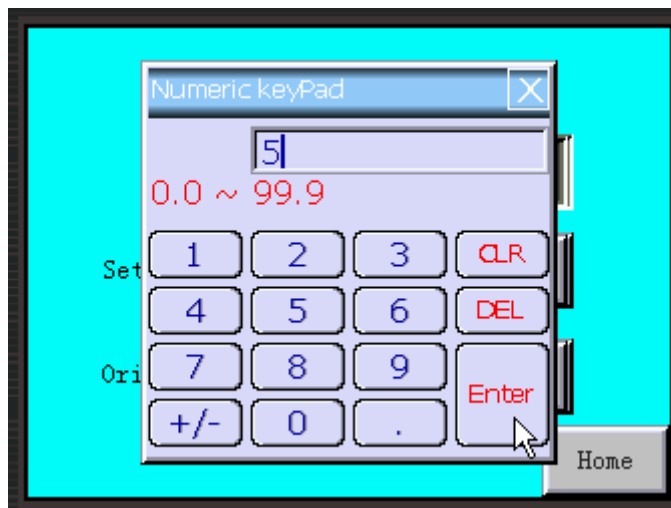 Numeric keyPad X
5
0.0 ~ 99.9
1 2 3 CLR
Set
4 5 6 DEL
7 8 9 Enter
Ori
+/- 0 .
Home